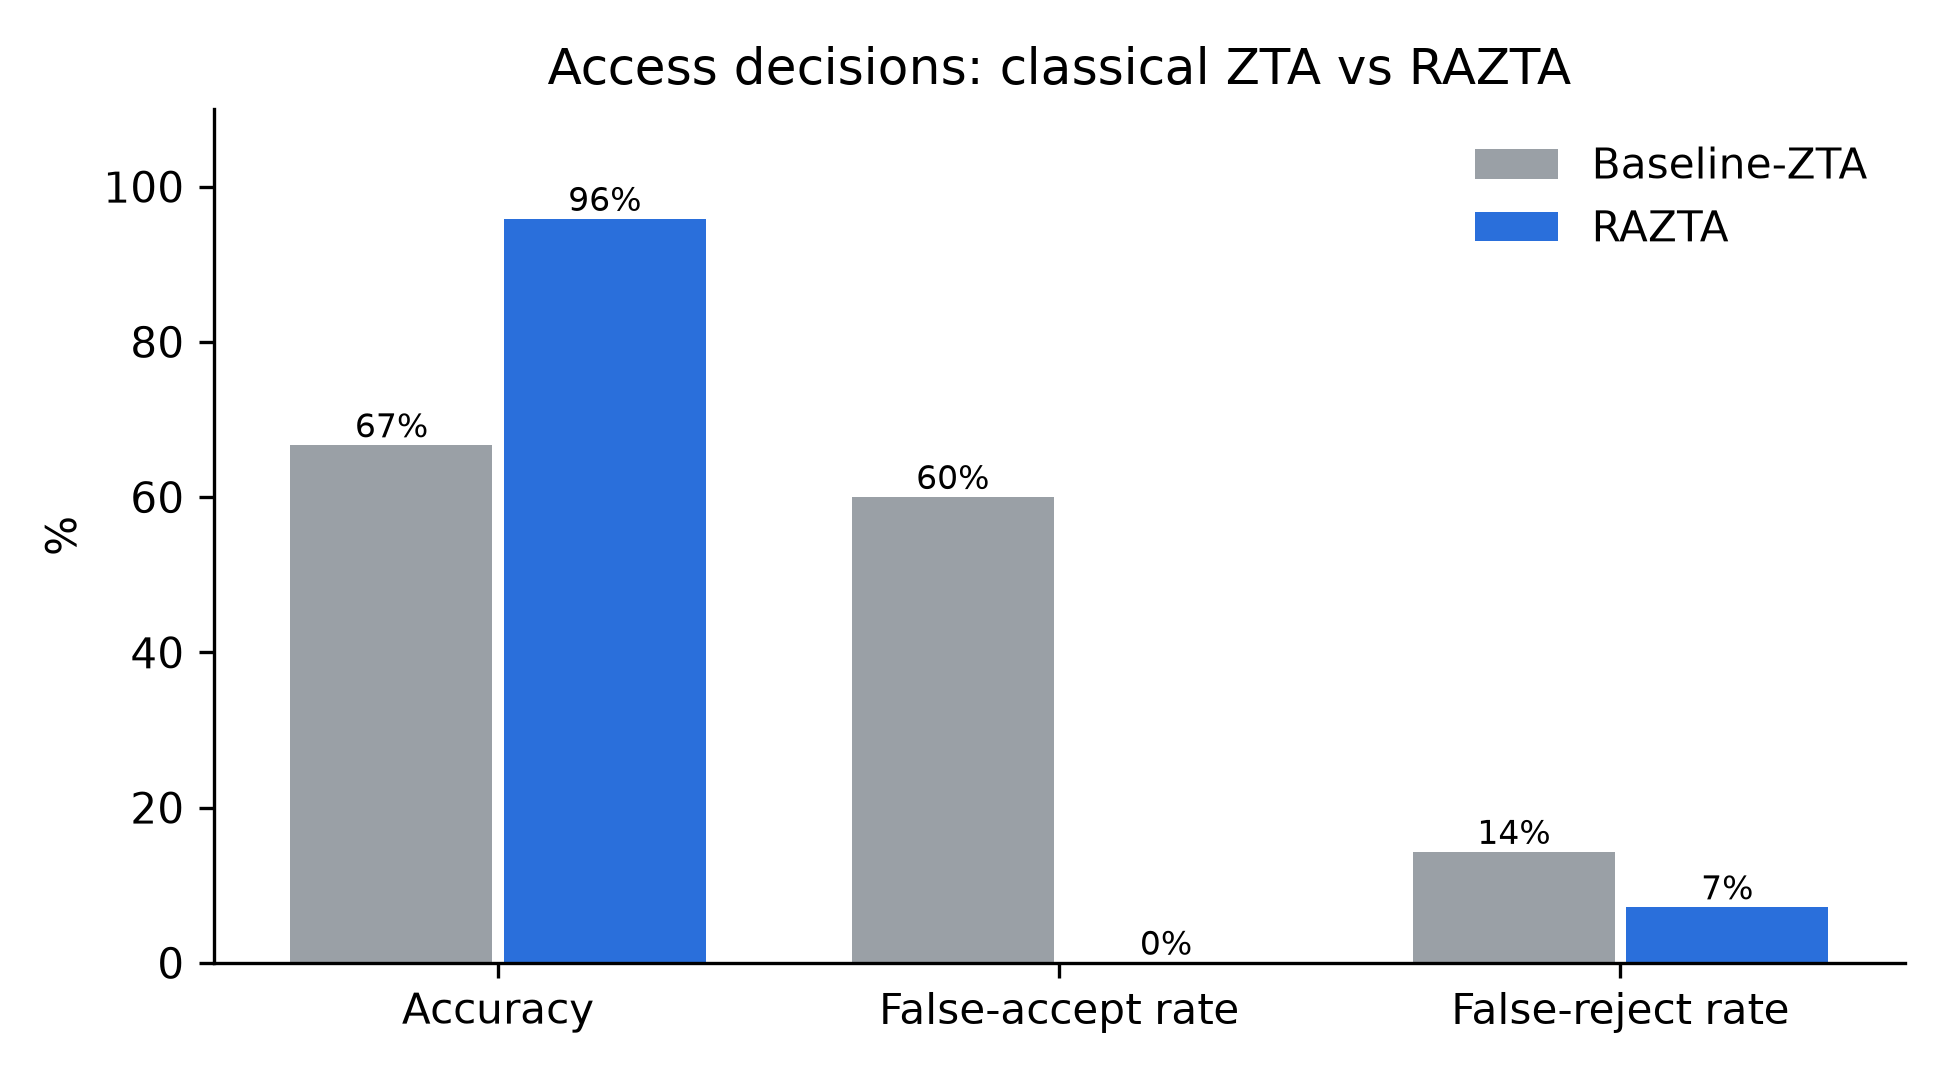 Access decisions: classical ZTA vs RAZTA
Baseline-ZTA
RAZTA
%
100
80
60
40
20
0
67%
96%
60%
0%
14%
7%
Accuracy
False-accept rate
False-reject rate